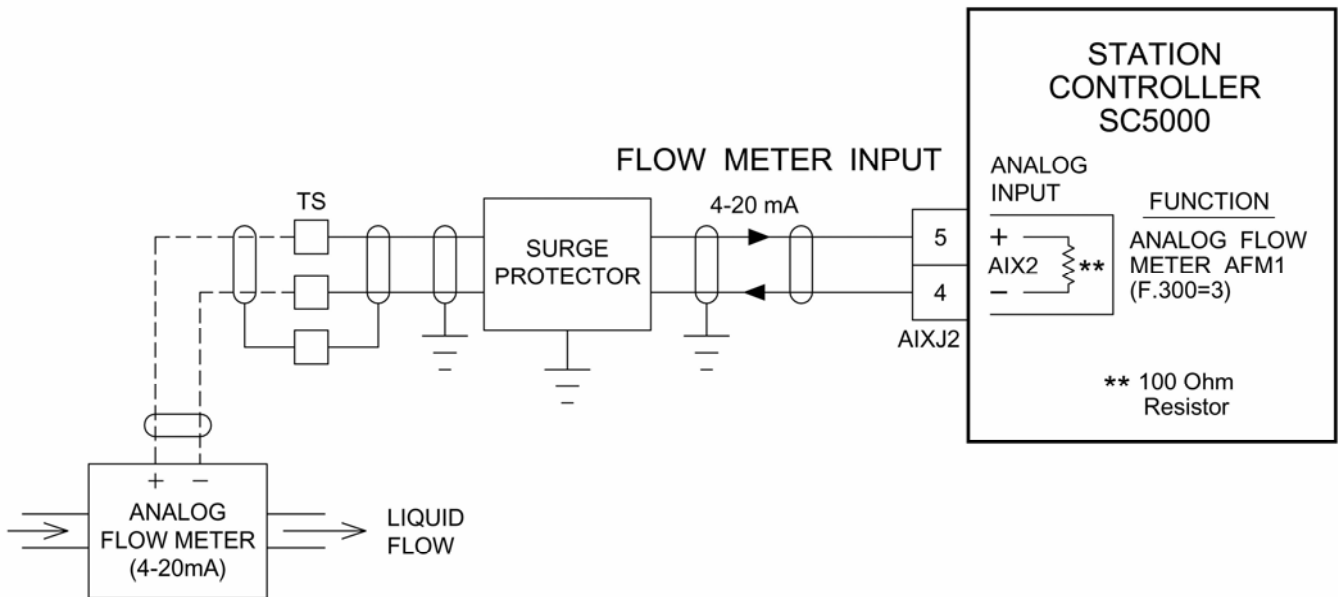 STATION
CONTROLLER
SC5000
FLOW METER INPUT
ANALOG
INPUT
FUNCTION
TS
4-20 mA
SURGE
PROTECTOR
5
+
AIX2
**
ANALOG FLOW
METER AFM1
(F.300=3)
4
−
AIXJ2
** 100 Ohm
Resistor
+ −
ANALOG
FLOW METER
(4-20mA)
LIQUID
FLOW